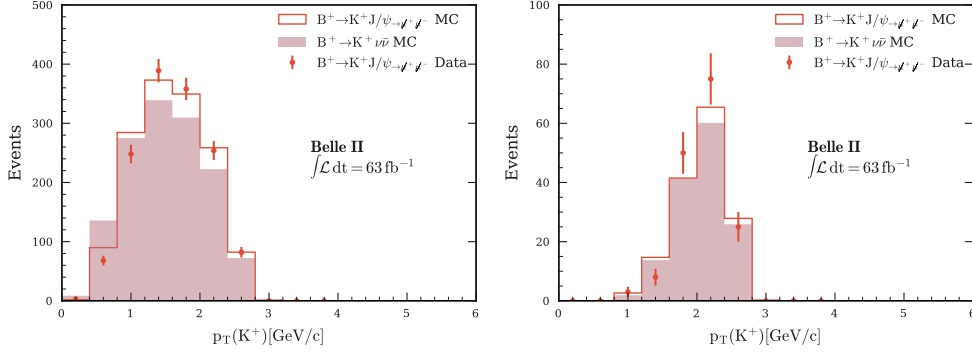 B⁺→K⁺J/ψ→μ⁺μ⁻ MC
B⁺→K⁺νν̄ MC
B⁺→K⁺J/ψ→μ⁺μ⁻ Data
Belle II
∫ℒ dt = 63 fb⁻¹
Events
500
400
300
200
100
0
0 1 2 3 4 5 6
p_T(K⁺)[GeV/c]
B⁺→K⁺J/ψ→μ⁺μ⁻ MC
B⁺→K⁺νν̄ MC
B⁺→K⁺J/ψ→μ⁺μ⁻ Data
Belle II
∫ℒ dt = 63 fb⁻¹
Events
100
80
60
40
20
0
0 1 2 3 4 5 6
p_T(K⁺)[GeV/c]